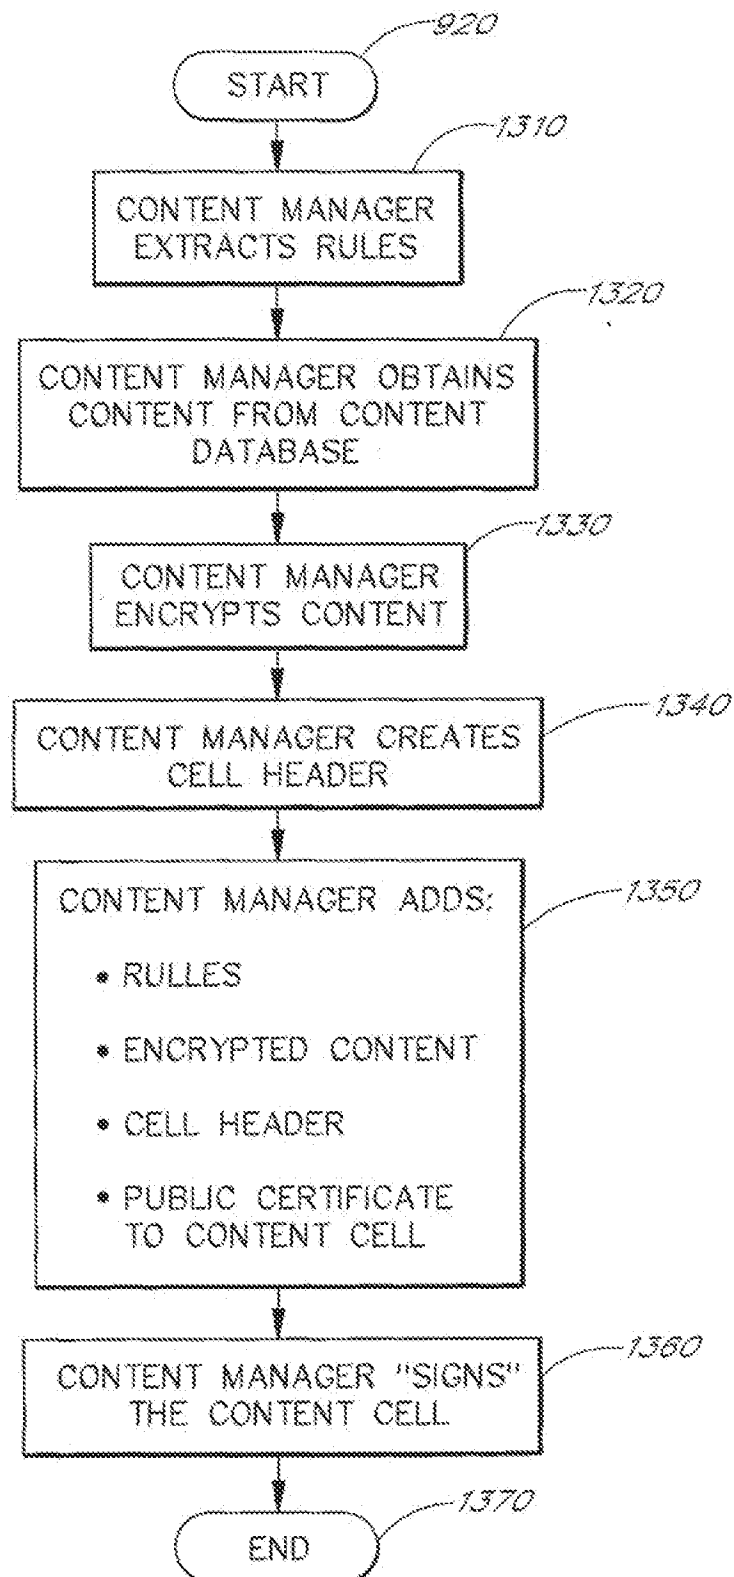 920
START
1310
CONTENT MANAGER
EXTRACTS RULES
1320
CONTENT MANAGER OBTAINS
CONTENT FROM CONTENT
DATABASE
1330
CONTENT MANAGER
ENCRYPTS CONTENT
1340
CONTENT MANAGER CREATES
CELL HEADER
1350
CONTENT MANAGER ADDS:
• RULLES
• ENCRYPTED CONTENT
• CELL HEADER
• PUBLIC CERTIFICATE
TO CONTENT CELL
1360
CONTENT MANAGER "SIGNS"
THE CONTENT CELL
1370
END